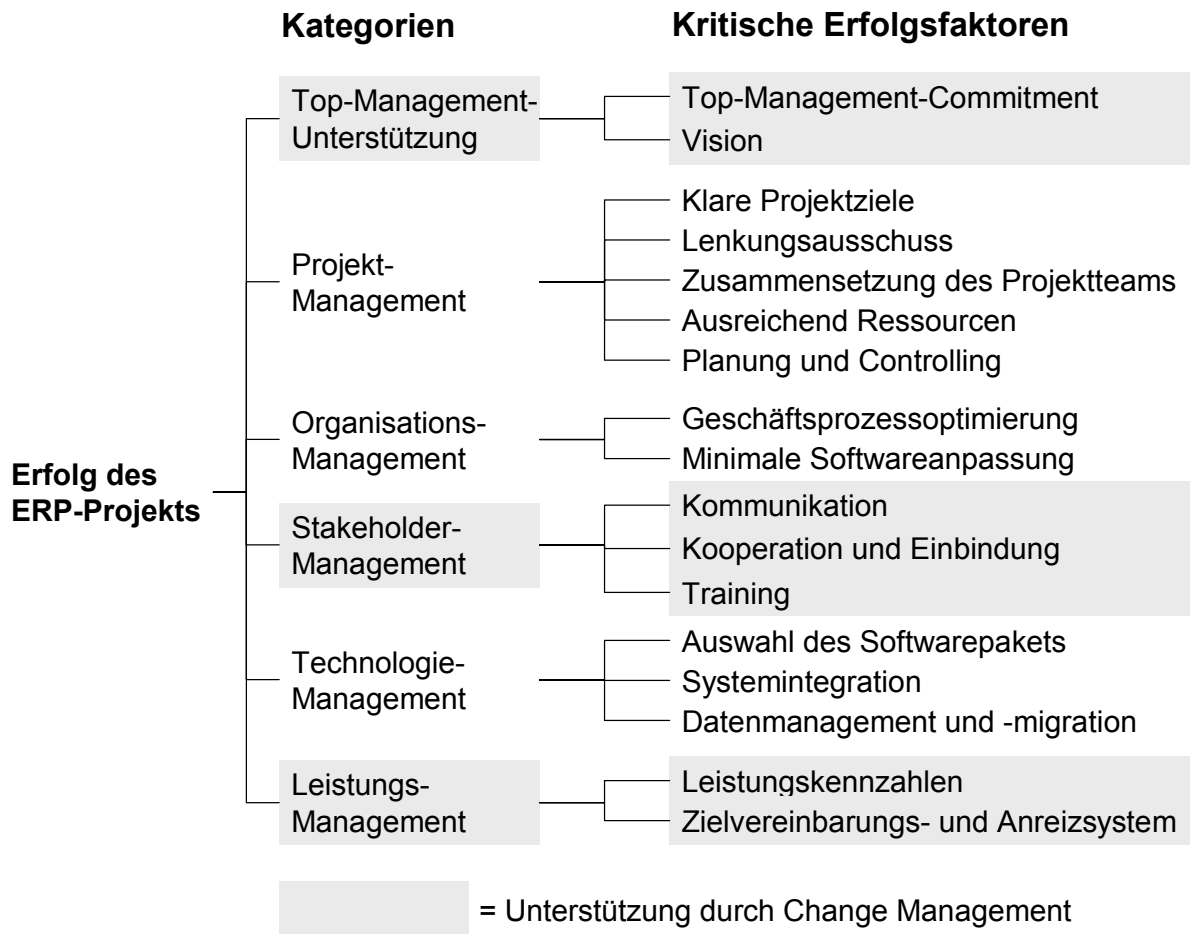 Kategorien
Kritische Erfolgsfaktoren
Top-Management-
Unterstützung
Top-Management-Commitment
Vision
Projekt-
Management
Klare Projektziele
Lenkungsausschuss
Zusammensetzung des Projektteams
Ausreichend Ressourcen
Planung und Controlling
Organisations-
Management
Geschäftsprozessoptimierung
Minimale Softwareanpassung
Erfolg des
ERP-Projekts
Stakeholder-
Management
Kommunikation
Kooperation und Einbindung
Training
Technologie-
Management
Auswahl des Softwarepakets
Systemintegration
Datenmanagement und -migration
Leistungs-
Management
Leistungskennzahlen
Zielvereinbarungs- und Anreizsystem
= Unterstützung durch Change Management